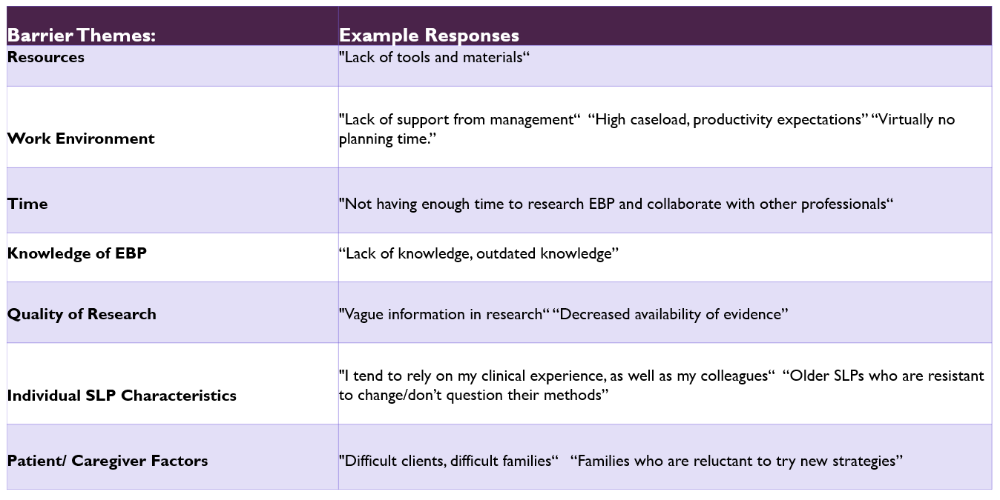 Barrier Themes: Example Responses
Resources "Lack of tools and materials“
"Lack of support from management“ “High caseload, productivity expectations” “Virtually no
Work Environment planning time.”
Time "Not having enough time to research EBP and collaborate with other professionals“
Knowledge of EBP “Lack of knowledge, outdated knowledge”
Quality of Research "Vague information in research“ “Decreased availability of evidence”
"I tend to rely on my clinical experience, as well as my colleagues“ “Older SLPs who are resistant
Individual SLP Characteristics to change/don’t question their methods”
Patient/ Caregiver Factors "Difficult clients, difficult families“ “Families who are reluctant to try new strategies”